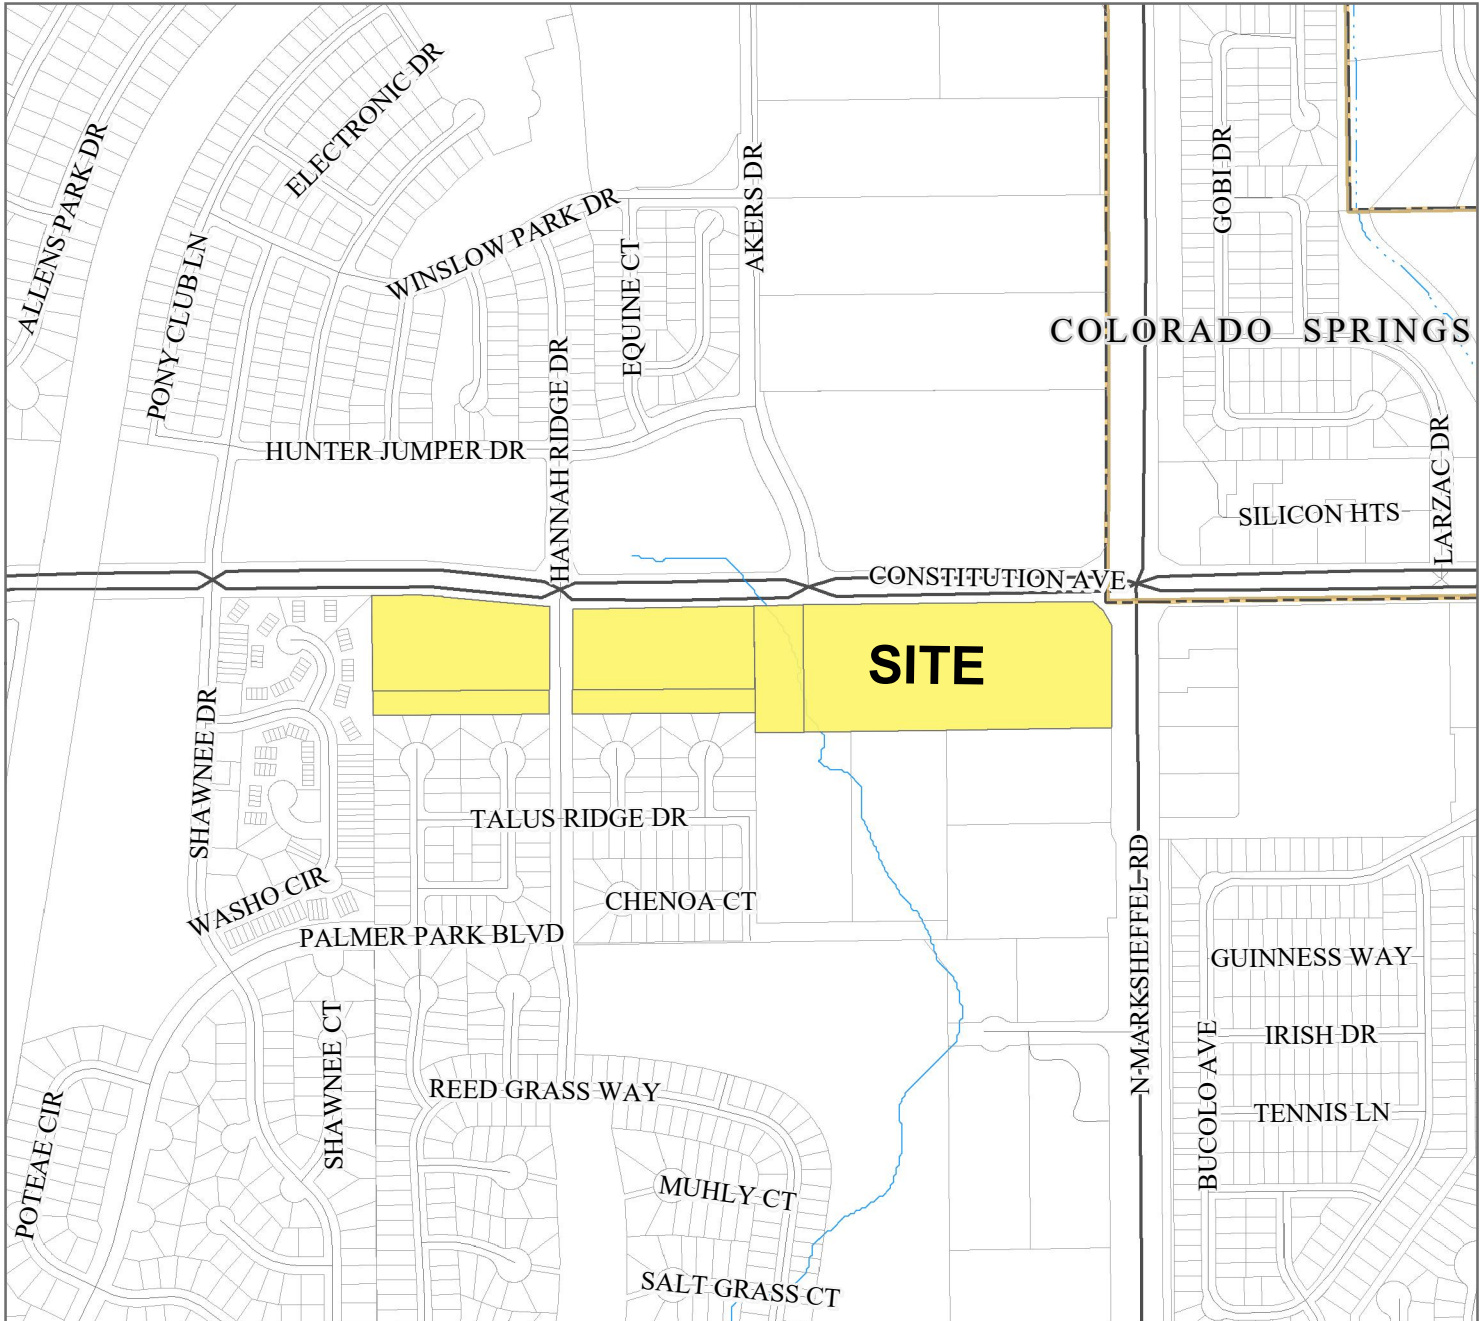 ELECTRONIC DR
ALLENS PARK DR
AKERS DR
GOBI DR
WINSLOW PARK DR
PONY CLUB LN
EQUINE CT
COLORADO SPRINGS
HANNAH RIDGE DR
HUNTER JUMPER DR
LARZAC DR
SILICON HTS
CONSTITUTION AVE
SITE
SHAWNEE DR
TALUS RIDGE DR
WASHO CIR
CHENOA CT
PALMER PARK BLVD
N MARKSHEFFEL RD
GUINNESS WAY
SHAWNEE CT
IRISH DR
BUCOLO AVE
REED GRASS WAY
TENNIS LN
POTEAE CIR
MUHLY CT
SALT GRASS CT